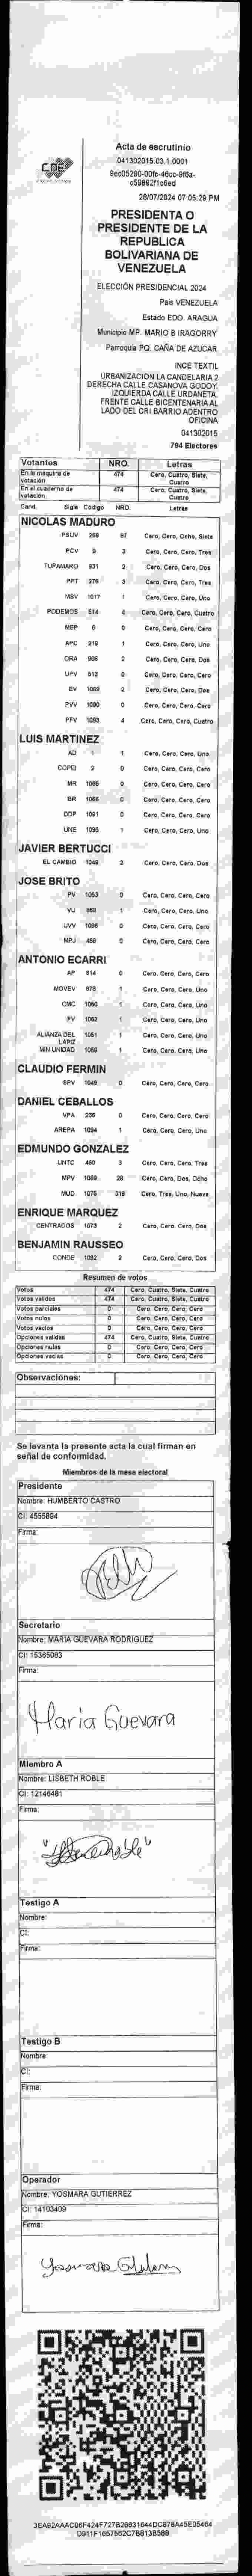 CNE
Acta de escrutinio
041302015.03.1.0001
28/07/2024 07:05:29 PM
PRESIDENTA O
PRESIDENTE DE LA
REPUBLICA
BOLIVARIANA DE
VENEZUELA
ELECCIÓN PRESIDENCIAL 2024
País VENEZUELA
Estado EDO. ARAGUA
Municipio MP. MARIO B IRAGORRY
Parroquia PQ. CAÑA DE AZUCAR
INCE TEXTIL
URBANIZACION LA CANDELARIA 2
DERECHA CALLE CASANOVA GODOY.
IZQUIERDA CALLE URDANETA.
FRENTE CALLE BICENTENARIA AL
LADO DEL CRI BARRIO ADENTRO
OFICINA
041302015
794 Electores
Votantes NRO. Letras
En la máquina de votación 474 Cero, Cuatro, Siete, Cuatro
En el cuaderno de votación 474 Cero, Cuatro, Siete, Cuatro
Cand. Sigla Código NRO. Letras
NICOLAS MADURO
PSUV 268 87 Cero, Cero, Ocho, Siete
PCV 9 3 Cero, Cero, Cero, Tres
TUPAMARO 931 2 Cero, Cero, Cero, Dos
PPT 276 3 Cero, Cero, Cero, Tres
MSV 1017 1 Cero, Cero, Cero, Uno
PODEMOS 614 4 Cero, Cero, Cero, Cuatro
MEP 6 0 Cero, Cero, Cero, Cero
APC 219 1 Cero, Cero, Cero, Uno
ORA 906 2 Cero, Cero, Cero, Dos
UPV 512 0 Cero, Cero, Cero, Cero
EV 1069 2 Cero, Cero, Cero, Dos
PVV 1090 0 Cero, Cero, Cero, Cero
PFV 1093 4 Cero, Cero, Cero, Cuatro
LUIS MARTINEZ
AD 1 1 Cero, Cero, Cero, Uno
COPEI 2 0 Cero, Cero, Cero, Cero
MR 1065 0 Cero, Cero, Cero, Cero
BR 1066 0 Cero, Cero, Cero, Cero
DDP 1091 0 Cero, Cero, Cero, Cero
UNE 1095 1 Cero, Cero, Cero, Uno
JAVIER BERTUCCI
EL CAMBIO 1048 2 Cero, Cero, Cero, Dos
JOSE BRITO
PV 1063 0 Cero, Cero, Cero, Cero
VU 868 1 Cero, Cero, Cero, Uno
UVV 1096 0 Cero, Cero, Cero, Cero
MPJ 459 0 Cero, Cero, Cero, Cero
ANTONIO ECARRI
AP 914 0 Cero, Cero, Cero, Cero
MOVEV 978 1 Cero, Cero, Cero, Uno
CMC 1060 1 Cero, Cero, Cero, Uno
FV 1062 1 Cero, Cero, Cero, Uno
ALIANZA DEL LÁPIZ 1051 1 Cero, Cero, Cero, Uno
MIN UNIDAD 1069 1 Cero, Cero, Cero, Uno
CLAUDIO FERMIN
SPV 1049 0 Cero, Cero, Cero, Cero
DANIEL CEBALLOS
VPA 236 0 Cero, Cero, Cero, Cero
AREPA 1094 1 Cero, Cero, Cero, Uno
EDMUNDO GONZALEZ
UNTC 460 3 Cero, Cero, Cero, Tres
MPV 1089 28 Cero, Cero, Dos, Ocho
MUD 1075 319 Cero, Tres, Uno, Nueve
ENRIQUE MARQUEZ
CENTRADOS 1073 2 Cero, Cero, Cero, Dos
BENJAMIN RAUSSEO
CONDE 1092 2 Cero, Cero, Cero, Dos
Resumen de votos
Votos 474 Cero, Cuatro, Siete, Cuatro
Votos válidos 474 Cero, Cuatro, Siete, Cuatro
Votos parciales 0 Cero, Cero, Cero, Cero
Votos nulos 0 Cero, Cero, Cero, Cero
Votos vacíos 0 Cero, Cero, Cero, Cero
Opciones válidas 474 Cero, Cuatro, Siete, Cuatro
Opciones nulas 0 Cero, Cero, Cero, Cero
Opciones vacías 0 Cero, Cero, Cero, Cero
Observaciones:
Se levanta la presente acta la cual firman en
señal de conformidad.
Miembros de la mesa electoral
Presidente
Nombre: HUMBERTO CASTRO
CI: 4555894
Firma:
Secretario
Nombre: MARIA GUEVARA RODRIGUEZ
CI: 15365083
Firma:
Maria Guevara
Miembro A
Nombre: LISBETH ROBLE
CI: 12146481
Firma:
Testigo A
Nombre:
CI:
Firma:
Testigo B
Nombre:
CI:
Firma:
Operador
Nombre: YOSMARA GUTIERREZ
CI: 14103409
Firma: